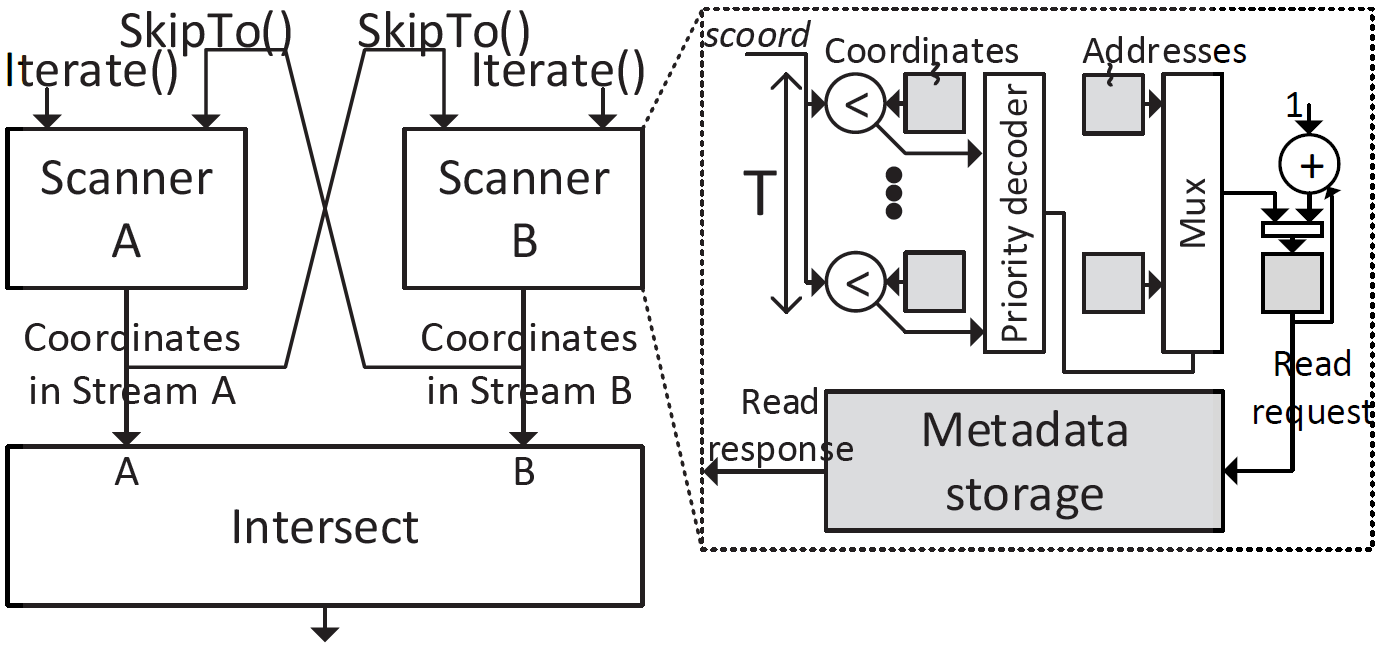 SkipTo()
SkipTo()
Iterate()
Iterate()
Scanner
A
Scanner
B
Coordinates
in Stream A
Coordinates
in Stream B
A
B
Intersect
scoord
Coordinates
Addresses
T
<
<
Priority decoder
Mux
1
+
Read
request
Read
response
Metadata
storage